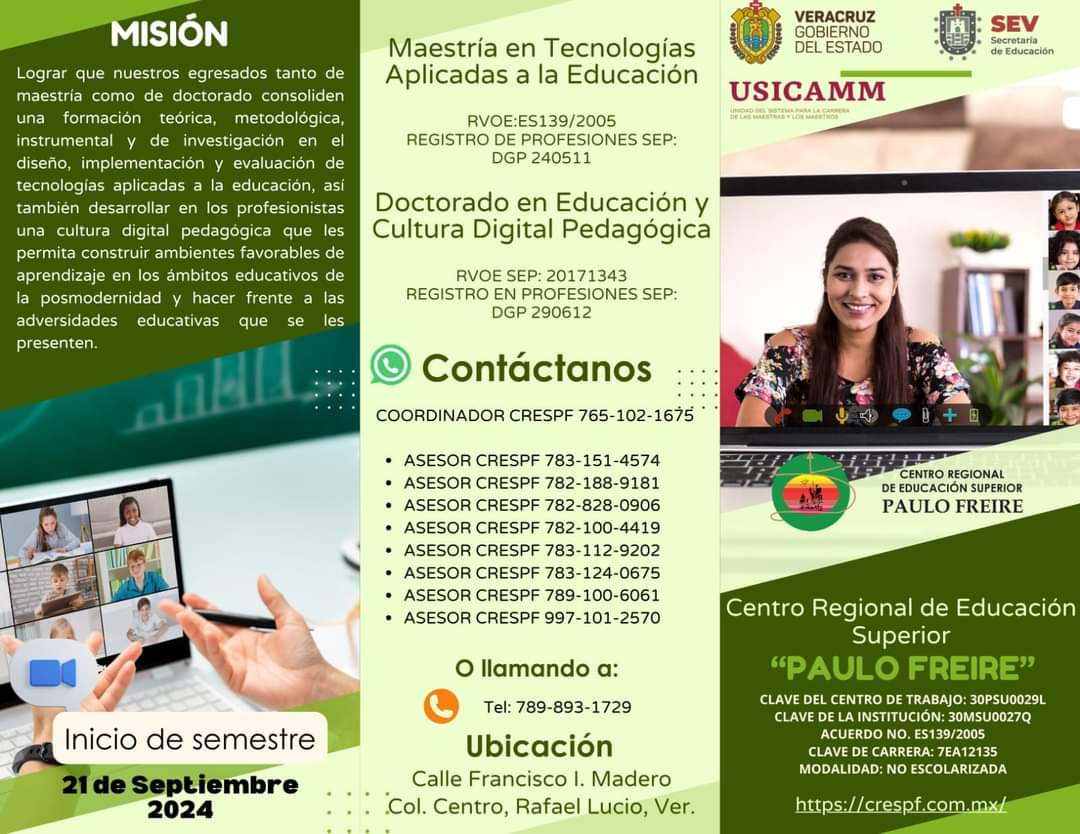 MISIÓN
Lograr que nuestros egresados tanto de
maestría como de doctorado consoliden
una formación teórica, metodológica,
instrumental y de investigación en el
diseño, implementación y evaluación de
tecnologías aplicadas a la educación, así
también desarrollar en los profesionistas
una cultura digital pedagógica que les
permita construir ambientes favorables de
aprendizaje en los ámbitos educativos de
la posmodernidad y hacer frente a las
adversidades educativas que se les
presenten.
Inicio de semestre
21 de Septiembre
2024
Maestría en Tecnologías
Aplicadas a la Educación
RVOE:ES139/2005
REGISTRO DE PROFESIONES SEP:
DGP 240511
Doctorado en Educación y
Cultura Digital Pedagógica
RVOE SEP: 20171343
REGISTRO EN PROFESIONES SEP:
DGP 290612
Contáctanos
COORDINADOR CRESPF 765-102-1675
• ASESOR CRESPF 783-151-4574
• ASESOR CRESPF 782-188-9181
• ASESOR CRESPF 782-828-0906
• ASESOR CRESPF 782-100-4419
• ASESOR CRESPF 783-112-9202
• ASESOR CRESPF 783-124-0675
• ASESOR CRESPF 789-100-6061
• ASESOR CRESPF 997-101-2570
O llamando a:
Tel: 789-893-1729
Ubicación
Calle Francisco I. Madero
Col. Centro, Rafael Lucio, Ver.
VERACRUZ
GOBIERNO
DEL ESTADO
SEV
Secretaría
de Educación
USICAMM
UNIDAD DEL SISTEMA PARA LA CARRERA
DE LAS MAESTRAS Y LOS MAESTROS
CENTRO REGIONAL
DE EDUCACIÓN SUPERIOR
PAULO FREIRE
Centro Regional de Educación
Superior
“PAULO FREIRE”
CLAVE DEL CENTRO DE TRABAJO: 30PSU0029L
CLAVE DE LA INSTITUCIÓN: 30MSU0027Q
ACUERDO NO. ES139/2005
CLAVE DE CARRERA: 7EA12135
MODALIDAD: NO ESCOLARIZADA
https://crespf.com.mx/